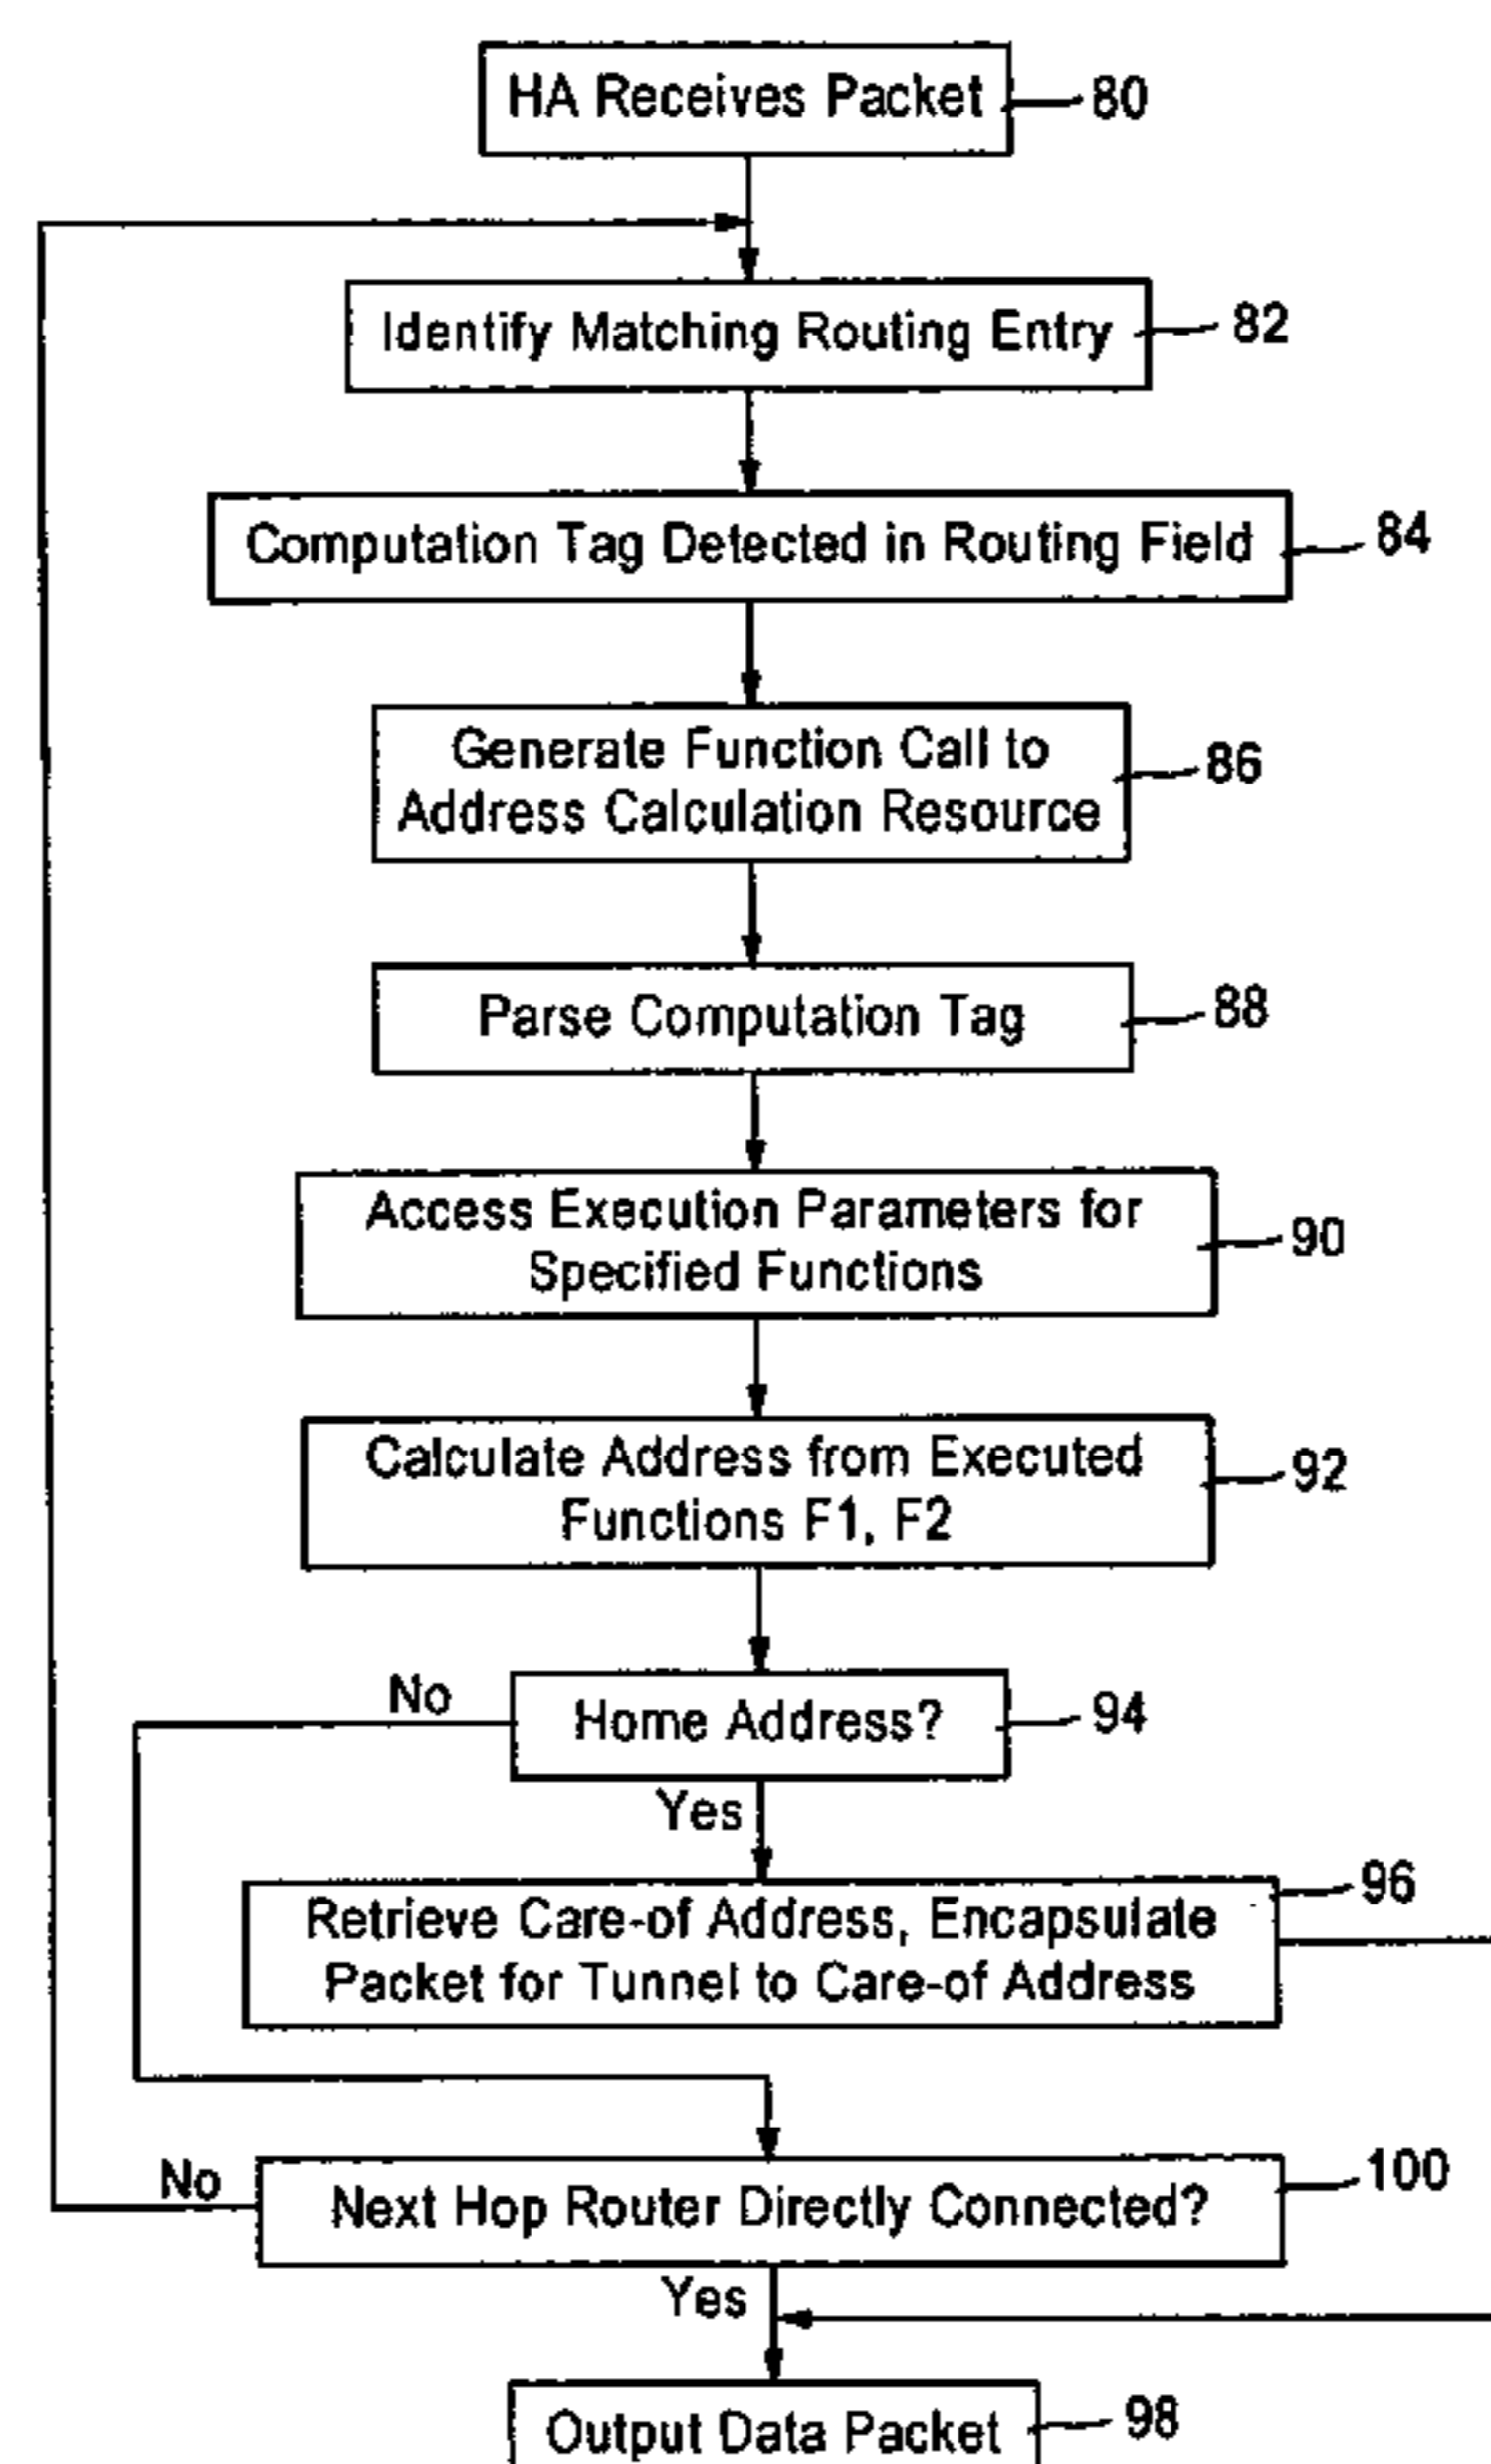 HA Receives Packet
80
Identify Matching Routing Entry
82
Computation Tag Detected in Routing Field
84
Generate Function Call to
Address Calculation Resource
86
Parse Computation Tag
88
Access Execution Parameters for
Specified Functions
90
Calculate Address from Executed
Functions F1, F2
92
No
Home Address?
94
Yes
Retrieve Care-of Address, Encapsulate
Packet for Tunnel to Care-of Address
96
No
Next Hop Router Directly Connected?
100
Yes
Output Data Packet
98